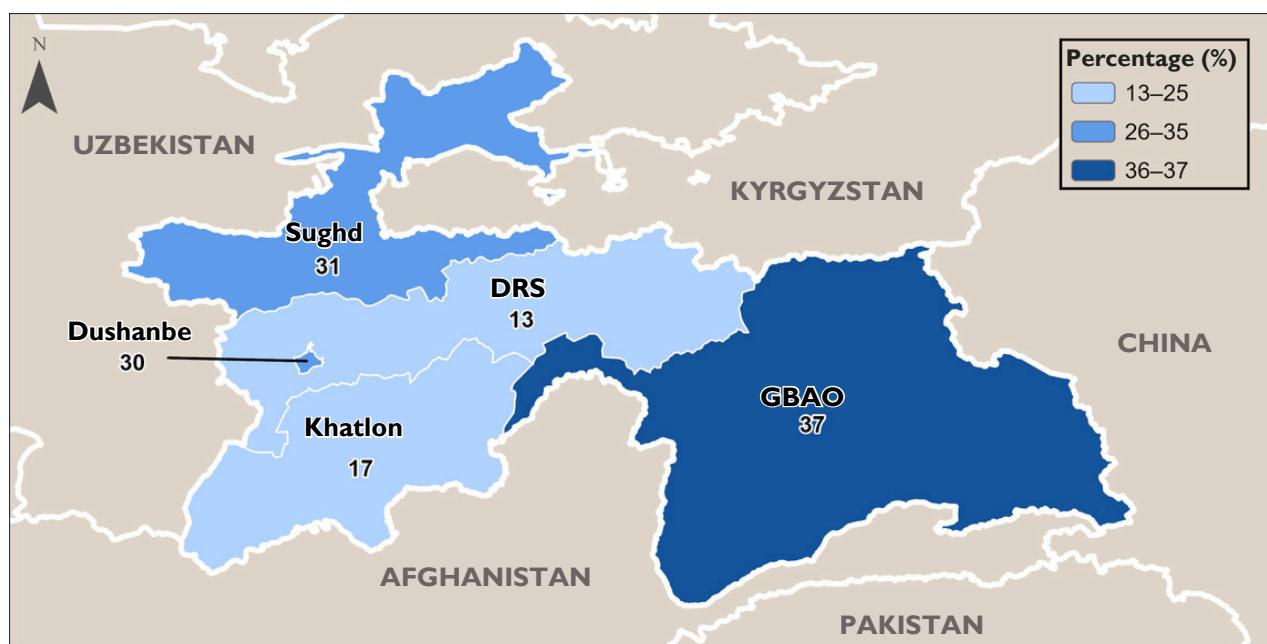 N
Percentage (%)
13–25
26–35
36–37
UZBEKISTAN
KYRGYZSTAN
Sughd
31
DRS
13
Dushanbe
30
CHINA
GBAO
37
Khatlon
17
AFGHANISTAN
PAKISTAN